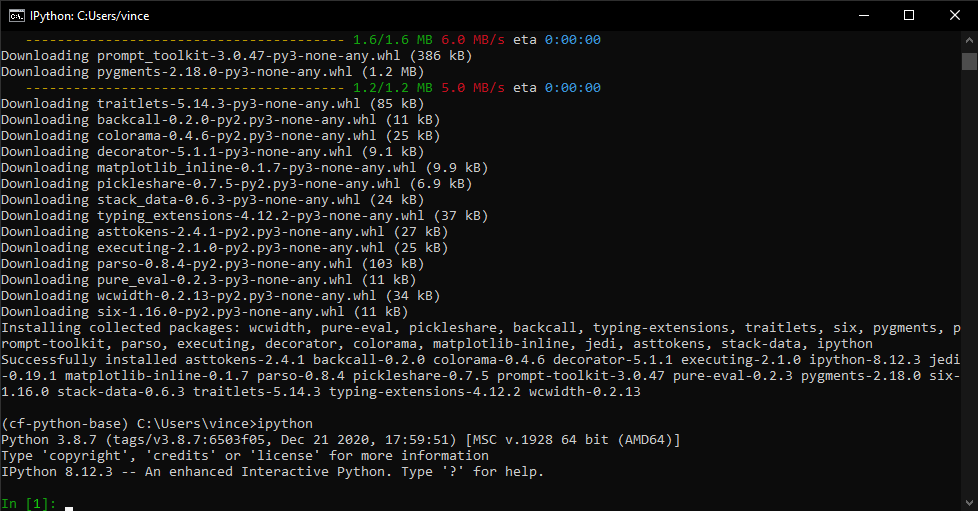 IPython: C:Users/vince
---------------------------------------- 1.6/1.6 MB 6.0 MB/s eta 0:00:00
Downloading prompt_toolkit-3.0.47-py3-none-any.whl (386 kB)
Downloading pygments-2.18.0-py3-none-any.whl (1.2 MB)
---------------------------------------- 1.2/1.2 MB 5.0 MB/s eta 0:00:00
Downloading traitlets-5.14.3-py3-none-any.whl (85 kB)
Downloading backcall-0.2.0-py2.py3-none-any.whl (11 kB)
Downloading colorama-0.4.6-py2.py3-none-any.whl (25 kB)
Downloading decorator-5.1.1-py3-none-any.whl (9.1 kB)
Downloading matplotlib_inline-0.1.7-py3-none-any.whl (9.9 kB)
Downloading pickleshare-0.7.5-py2.py3-none-any.whl (6.9 kB)
Downloading stack_data-0.6.3-py3-none-any.whl (24 kB)
Downloading typing_extensions-4.12.2-py3-none-any.whl (37 kB)
Downloading asttokens-2.4.1-py2.py3-none-any.whl (27 kB)
Downloading executing-2.1.0-py2.py3-none-any.whl (25 kB)
Downloading parso-0.8.4-py2.py3-none-any.whl (103 kB)
Downloading pure_eval-0.2.3-py3-none-any.whl (11 kB)
Downloading wcwidth-0.2.13-py2.py3-none-any.whl (34 kB)
Downloading six-1.16.0-py2.py3-none-any.whl (11 kB)
Installing collected packages: wcwidth, pure-eval, pickleshare, backcall, typing-extensions, traitlets, six, pygments, p
rompt-toolkit, parso, executing, decorator, colorama, matplotlib-inline, jedi, asttokens, stack-data, ipython
Successfully installed asttokens-2.4.1 backcall-0.2.0 colorama-0.4.6 decorator-5.1.1 executing-2.1.0 ipython-8.12.3 jedi
-0.19.1 matplotlib-inline-0.1.7 parso-0.8.4 pickleshare-0.7.5 prompt-toolkit-3.0.47 pure-eval-0.2.3 pygments-2.18.0 six-
1.16.0 stack-data-0.6.3 traitlets-5.14.3 typing-extensions-4.12.2 wcwidth-0.2.13
(cf-python-base) C:\Users\vince>ipython
Python 3.8.7 (tags/v3.8.7:6503f05, Dec 21 2020, 17:59:51) [MSC v.1928 64 bit (AMD64)]
Type 'copyright', 'credits' or 'license' for more information
IPython 8.12.3 -- An enhanced Interactive Python. Type '?' for help.
In [1]: